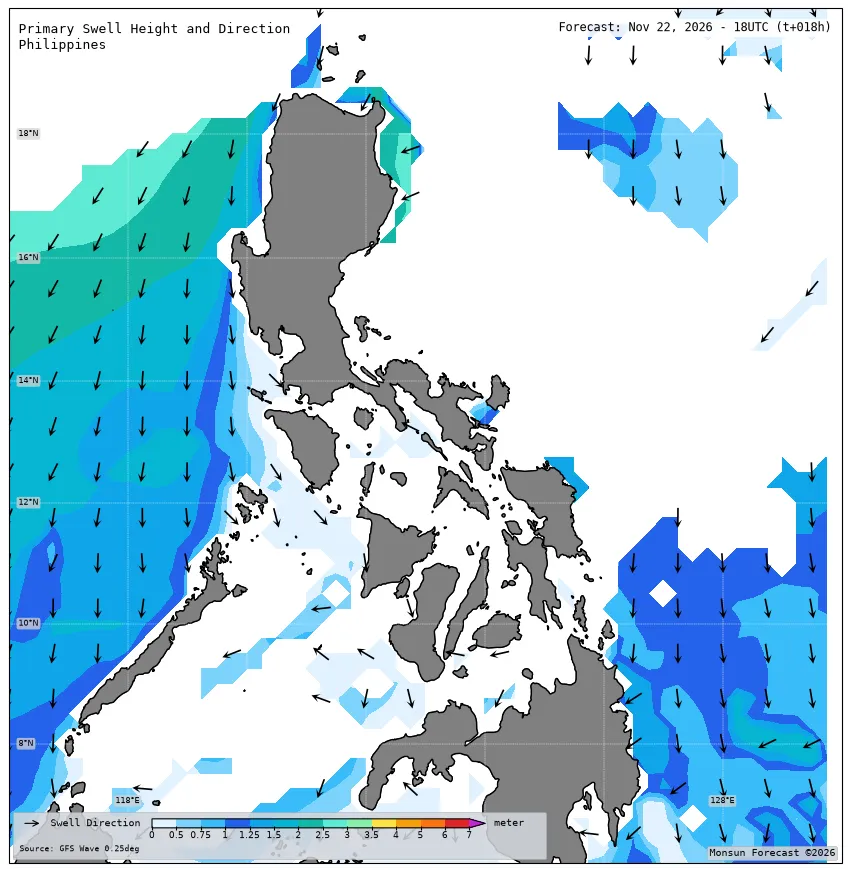 Primary Swell Height and Direction
Philippines
Forecast: Nov 22, 2026 - 18UTC (t+018h)
18°N
16°N
14°N
12°N
10°N
8°N
118°E
128°E
Swell Direction
0 0.5 0.75 1 1.25 1.5 2 2.5 3 3.5 4 5 6 7
meter
Source: GFS Wave 0.25deg
Monsun Forecast ©2026